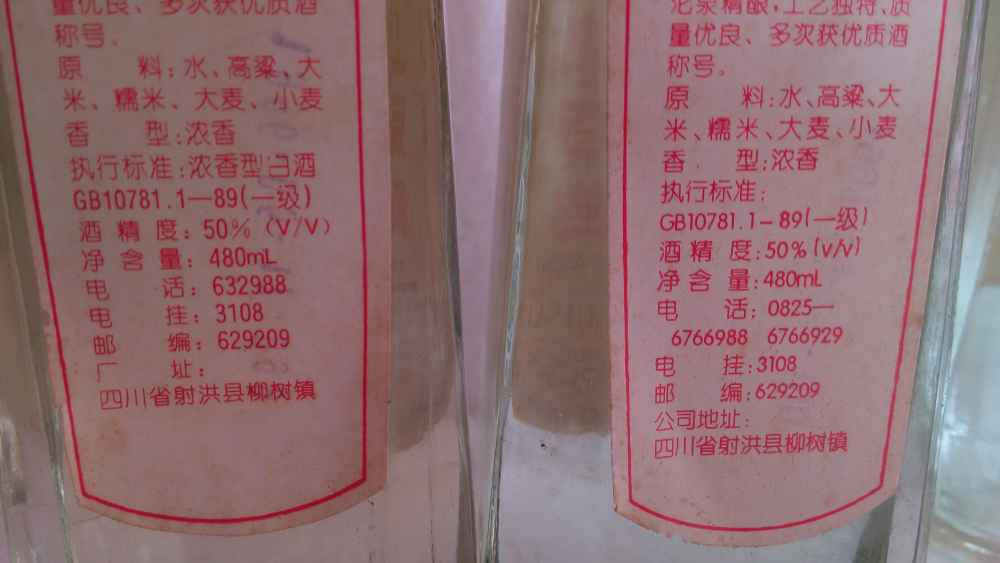 量优良、多次获优质酒
称号。
原 料:水、高粱、大
米、糯米、大麦、小麦
香 型:浓香
执行标准:浓香型白酒
GB10781.1—89(一级)
酒 精 度: 50%(V/V)
净 含 量: 480mL
电 话: 632988
电 挂: 3108
邮 编: 629209
厂 址:
四川省射洪县柳树镇
沱泉精酿,工艺独特、质
量优良、多次获优质酒
称号。
原 料:水、高粱、大
米、糯米、大麦、小麦
香 型:浓香
执行标准:
GB10781.1-89(一级)
酒 精 度:50%(v/v)
净 含 量:480mL
电 话: 0825—
6766988 6766929
电 挂:3108
邮 编:629209
公司地址:
四川省射洪县柳树镇